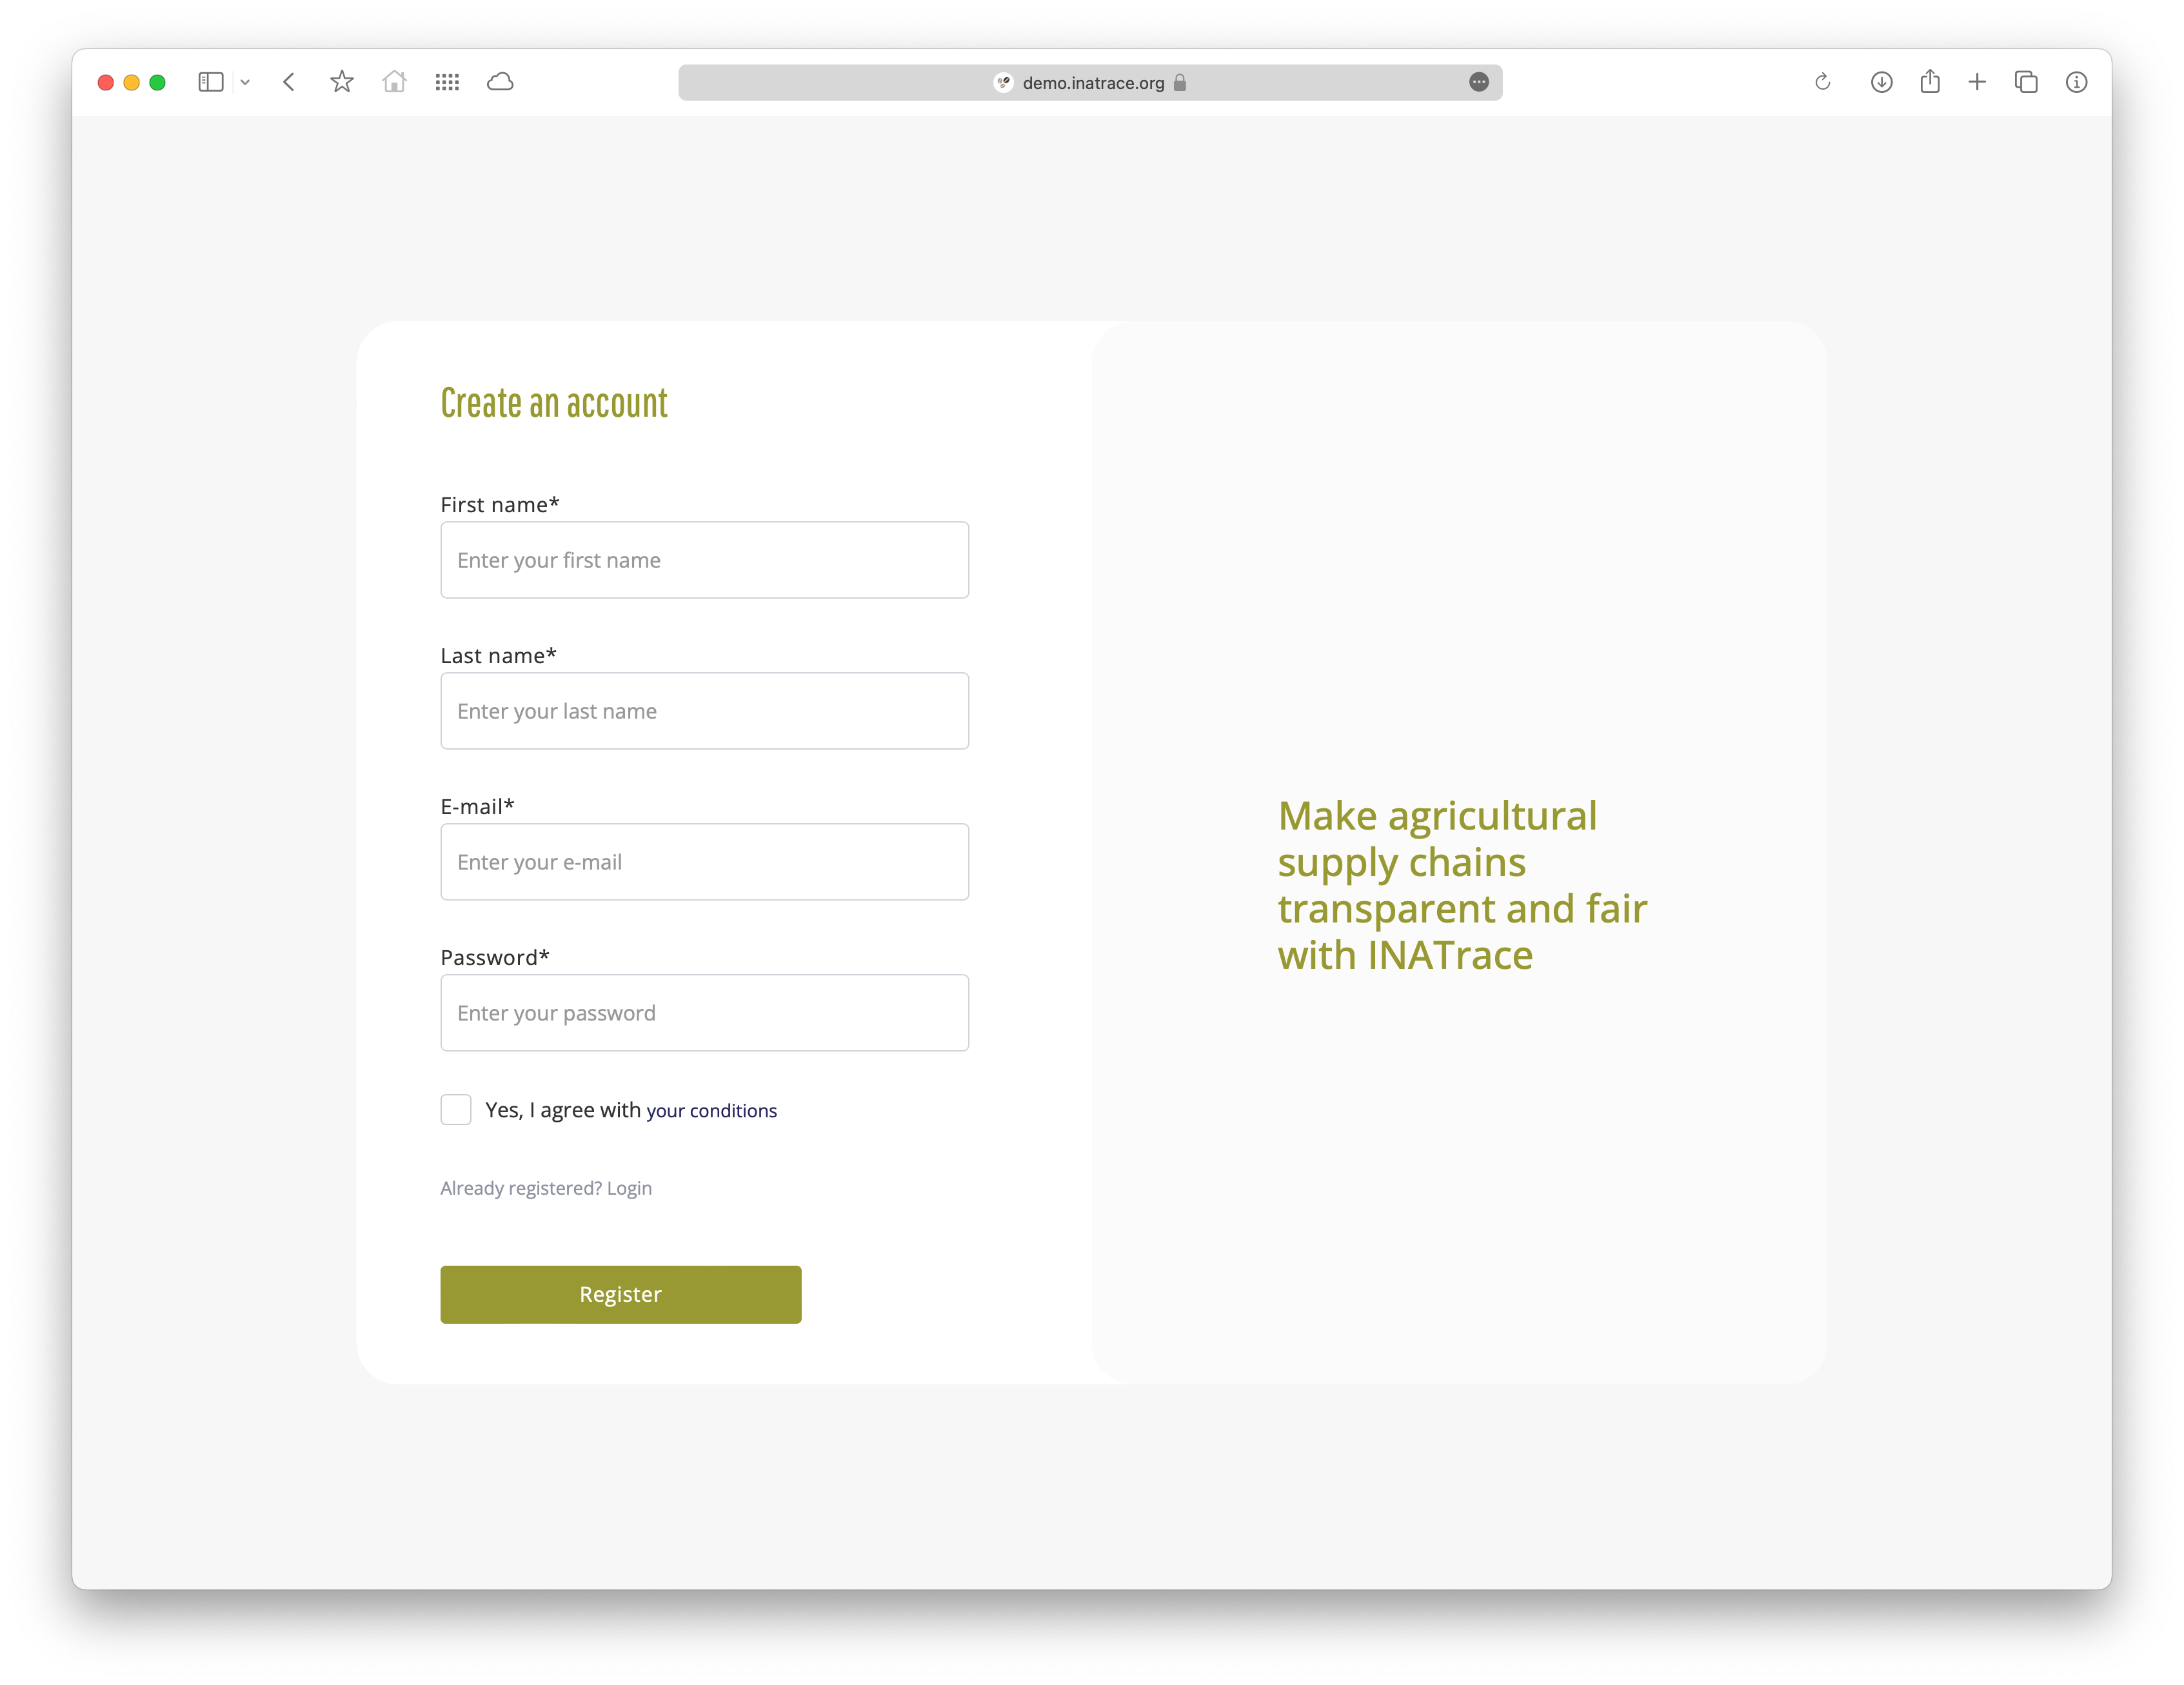 demo.inatrace.org
Create an account
First name*
Enter your first name
Last name*
Enter your last name
E-mail*
Enter your e-mail
Password*
Enter your password
Yes, I agree with your conditions
Already registered? Login
Register
Make agricultural
supply chains
transparent and fair
with INATrace